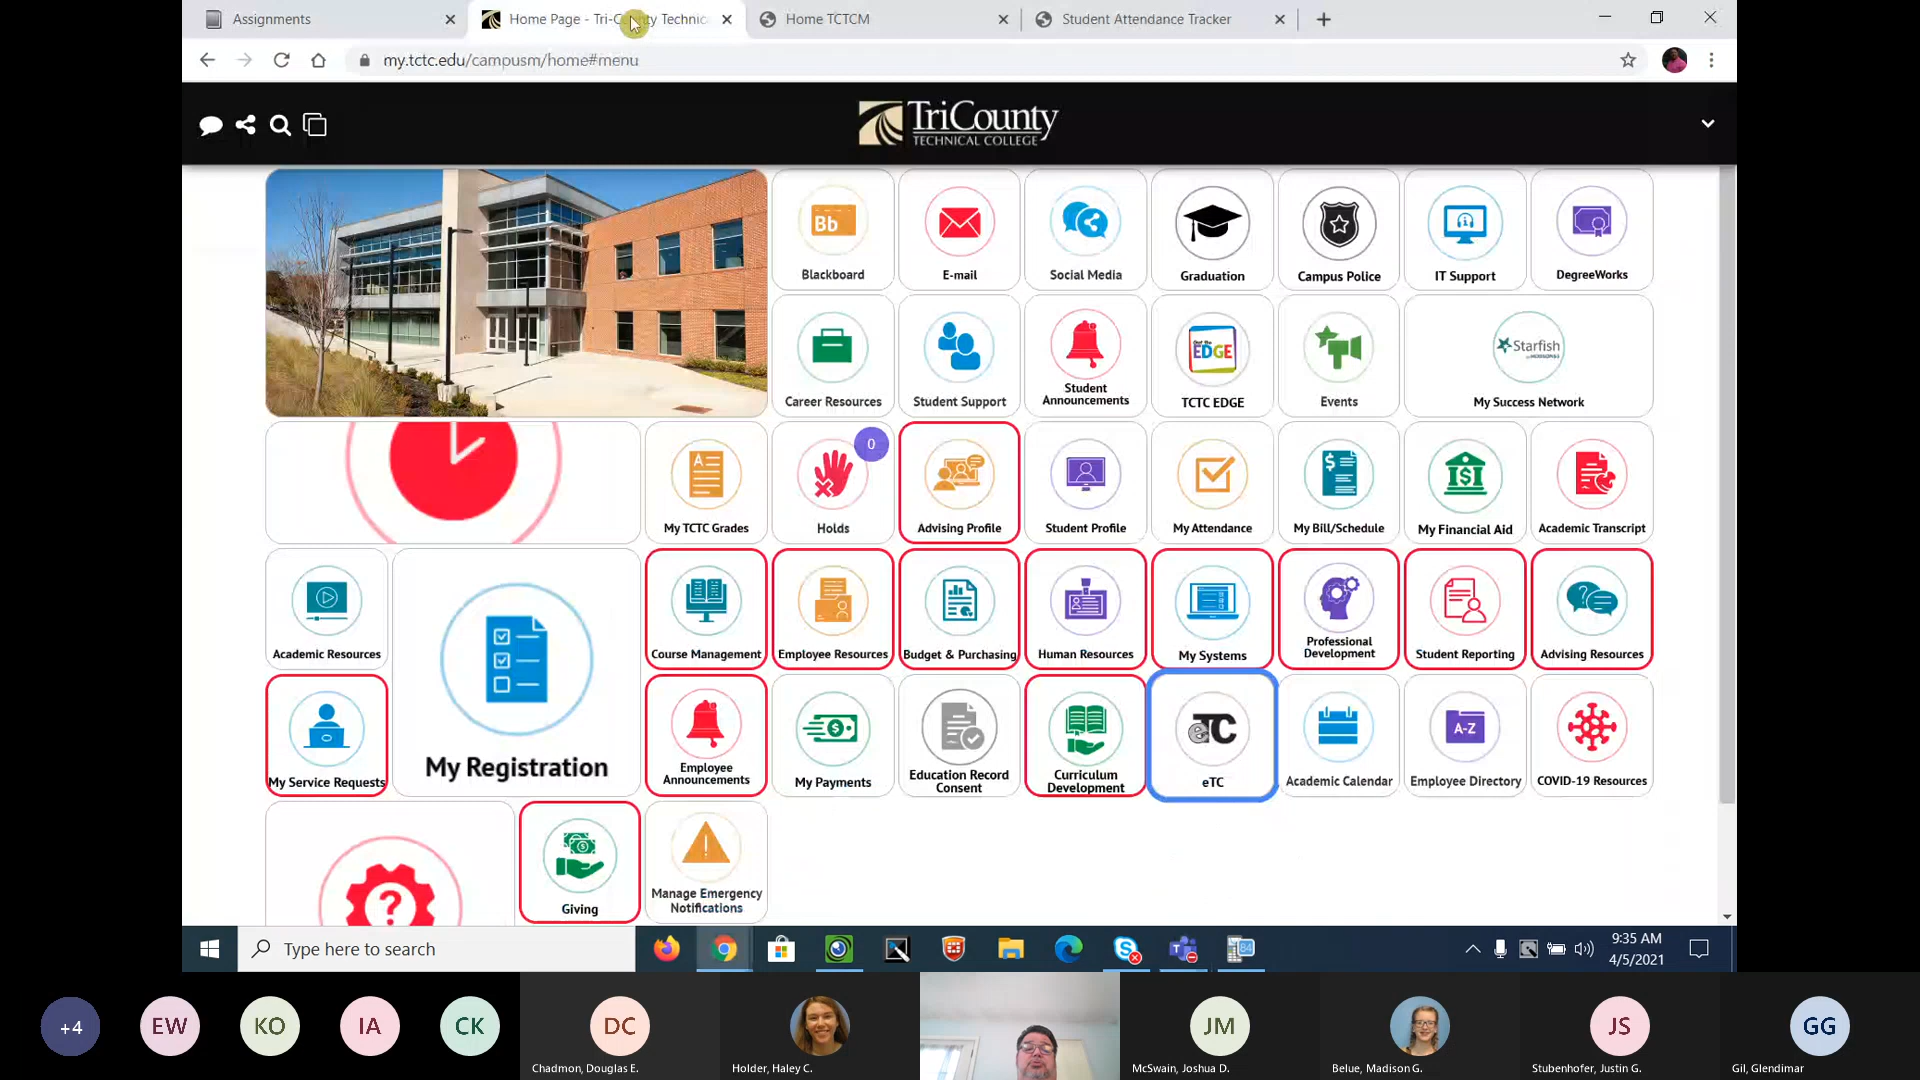 Assignments
Home Page - Tri-County Technic
Home TCTCM
Student Attendance Tracker
my.tctc.edu/campusm/home#menu
TriCounty
TECHNICAL COLLEGE
Bb
Blackboard
E-mail
Social Media
Graduation
Campus Police
IT Support
DegreeWorks
Career Resources
Student Support
Student
Announcements
EDGE
TCTC EDGE
Events
Starfish
My Success Network
A
My TCTC Grades
0
Holds
Advising Profile
Student Profile
My Attendance
My Bill/Schedule
My Financial Aid
Academic Transcript
Academic Resources
My Registration
Course Management
Employee Resources
Budget & Purchasing
Human Resources
My Systems
Professional
Development
Student Reporting
Advising Resources
My Service Requests
Employee
Announcements
My Payments
Education Record
Consent
Curriculum
Development
eTC
eTC
Academic Calendar
A-Z
Employee Directory
COVID-19 Resources
?
Giving
Manage Emergency
Notifications
Type here to search
9:35 AM
4/5/2021
+4
EW
KO
IA
CK
DC
Chadmon, Douglas E.
Holder, Haley C.
JM
McSwain, Joshua D.
Belue, Madison G.
JS
Stubenhofer, Justin G.
GG
Gil, Glendimar